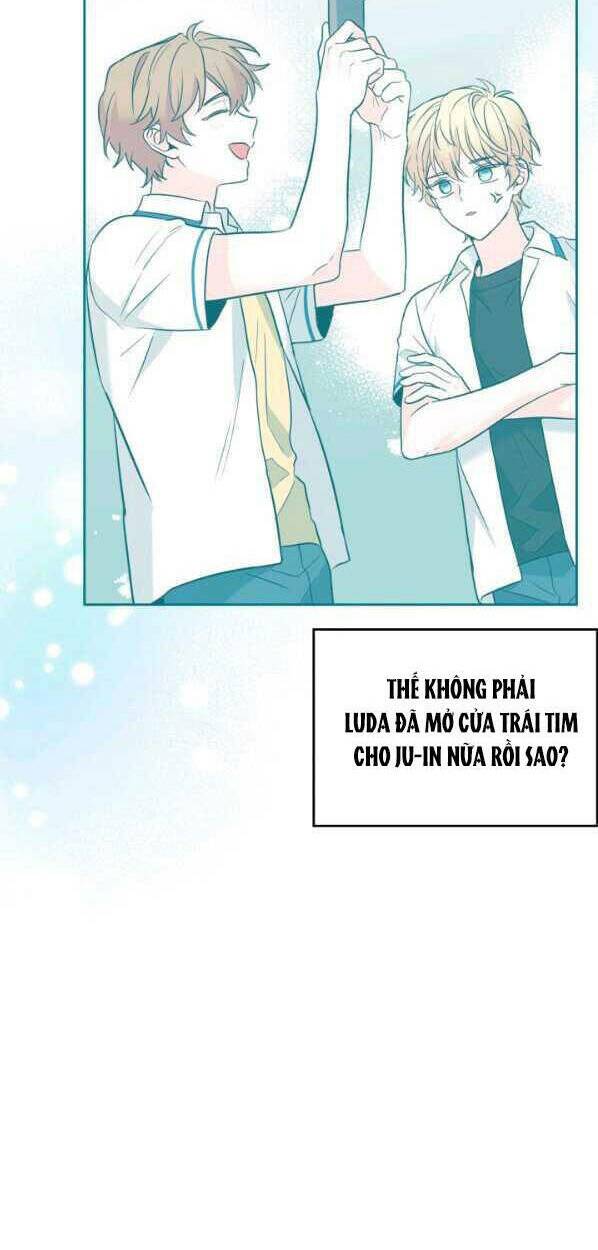 THẾ KHÔNG PHẢI
LUDA ĐÃ MỞ CỬA TRÁI TIM
CHO JU-IN NỮA RỒI SAO?